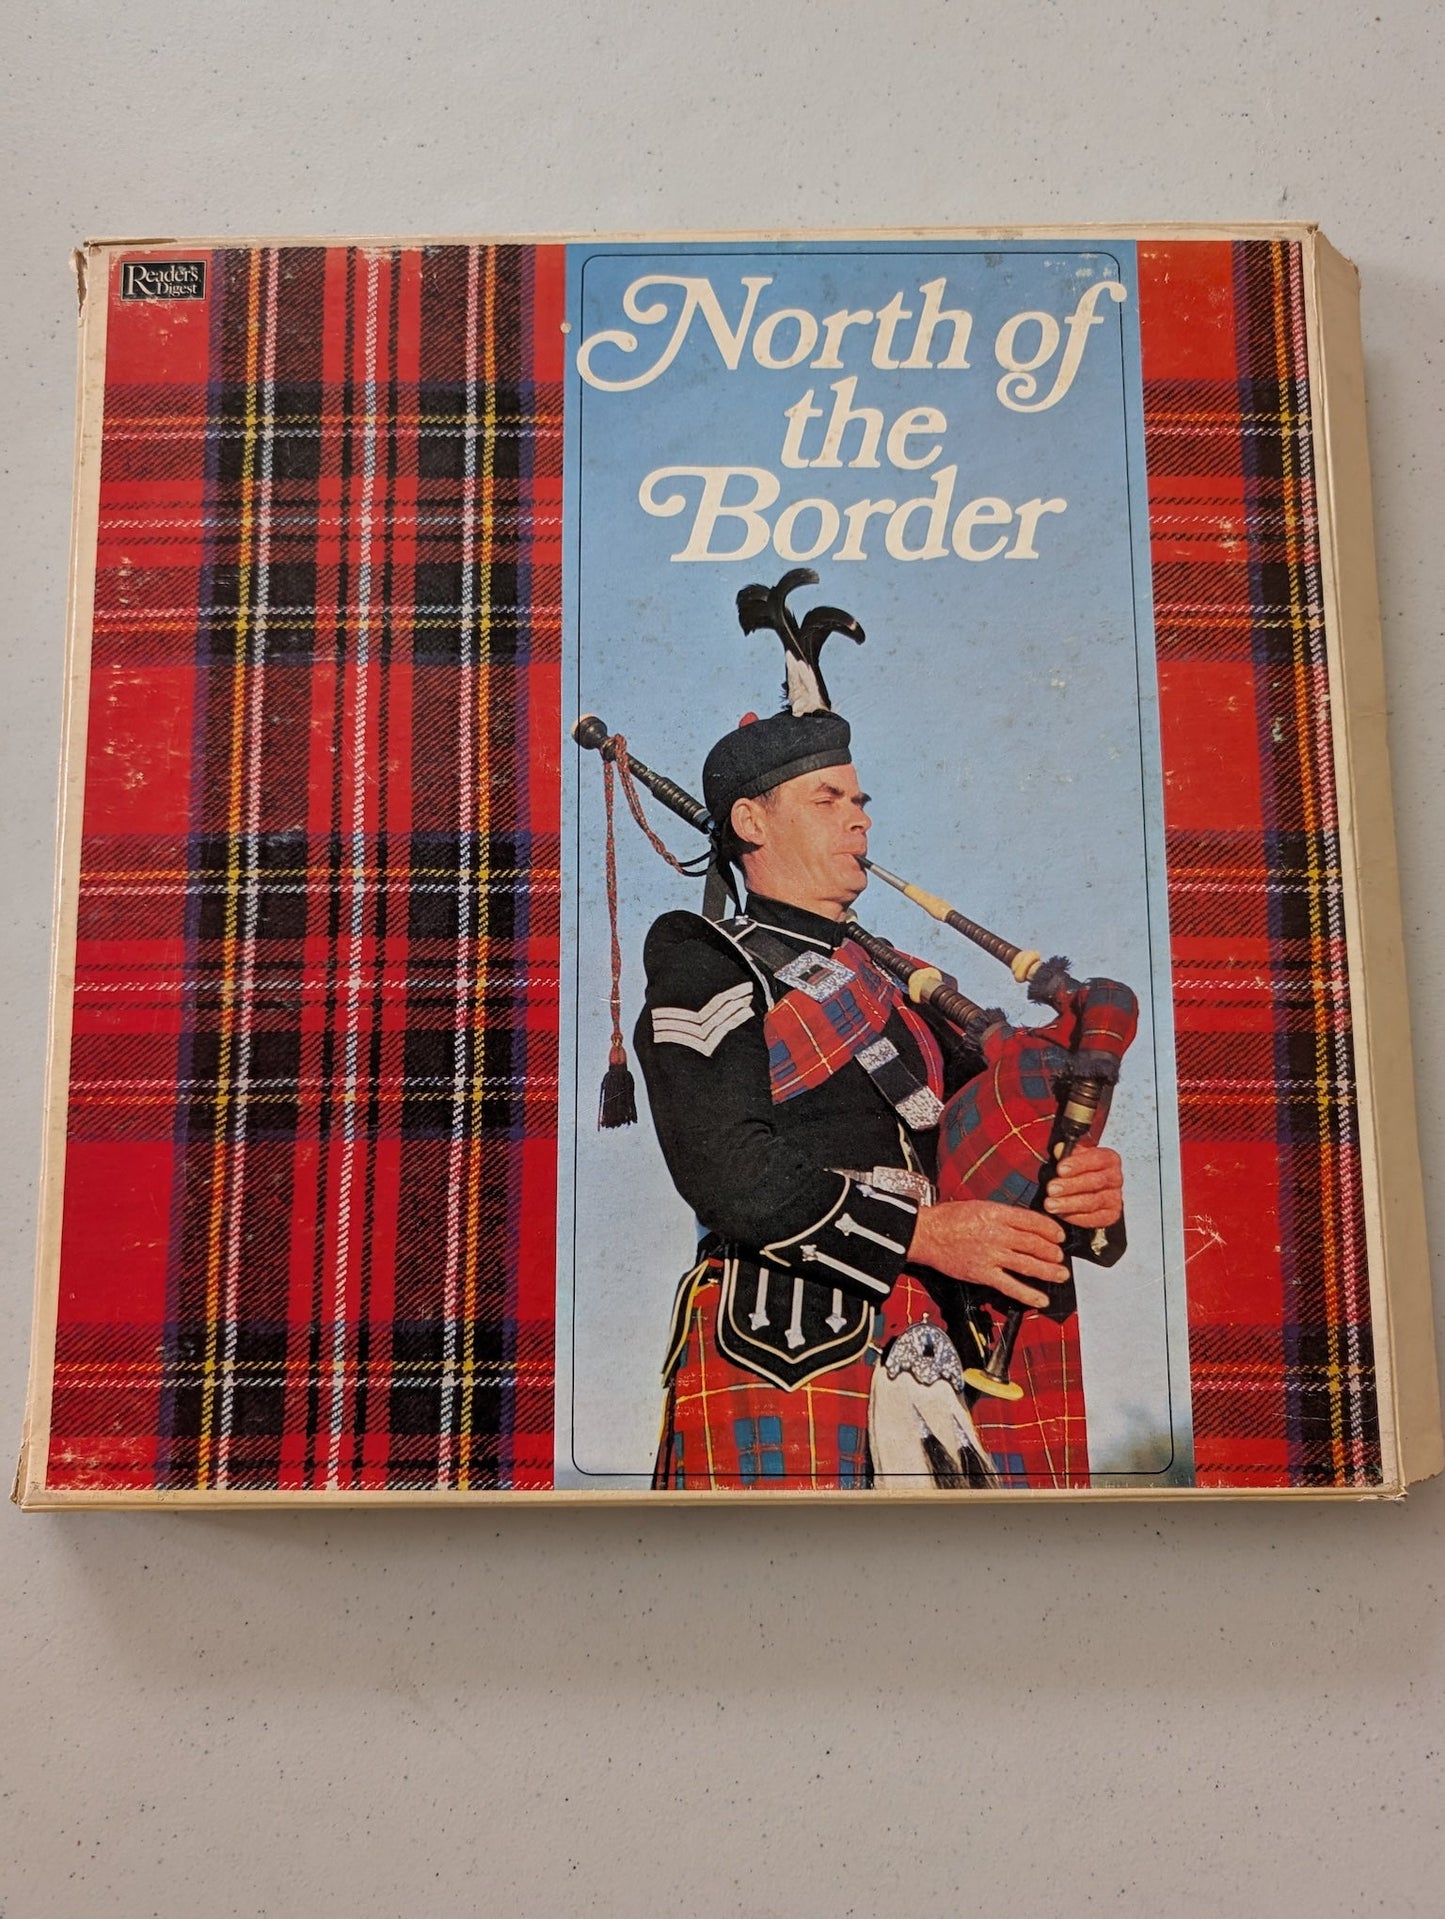 Reader's
Digest
North of
the
Border